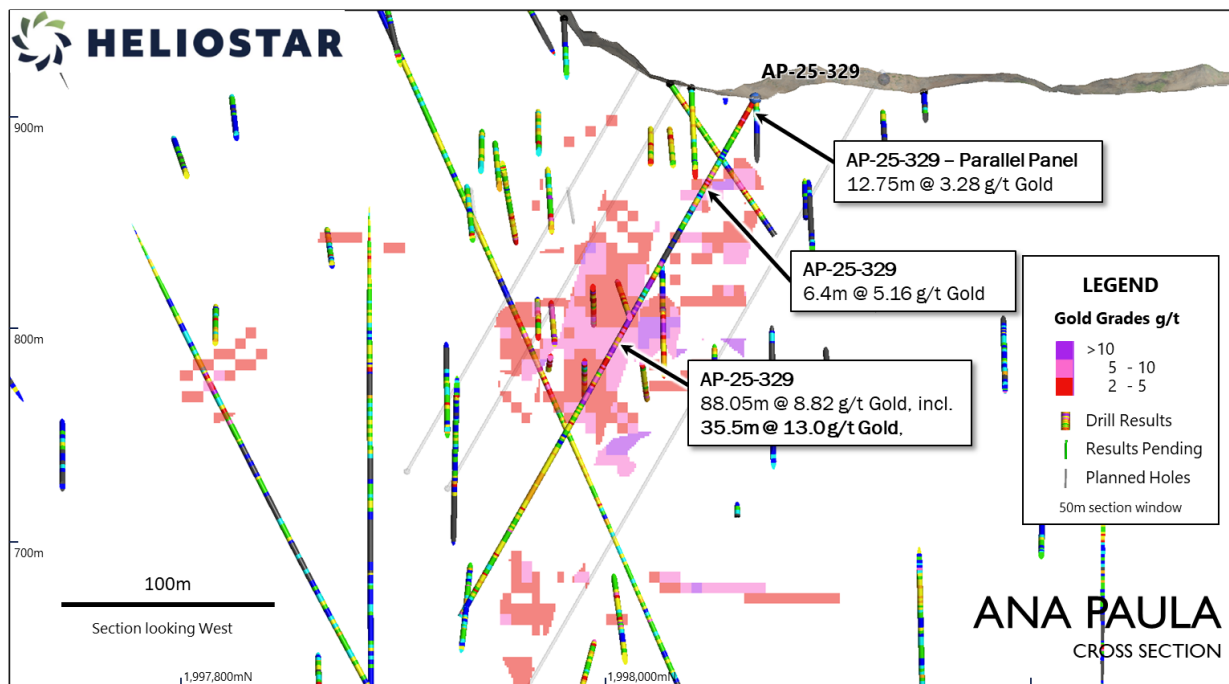 HELIOSTAR
AP-25-329
900m
AP-25-329 – Parallel Panel
12.75m @ 3.28 g/t Gold
AP-25-329
6.4m @ 5.16 g/t Gold
800m
AP-25-329
88.05m @ 8.82 g/t Gold, incl.
35.5m @ 13.0g/t Gold,
LEGEND
Gold Grades g/t
>10
5 - 10
2 - 5
Drill Results
Results Pending
Planned Holes
50m section window
700m
100m
Section looking West
ANA PAULA
CROSS SECTION
1,997,800mN
1,998,000mN